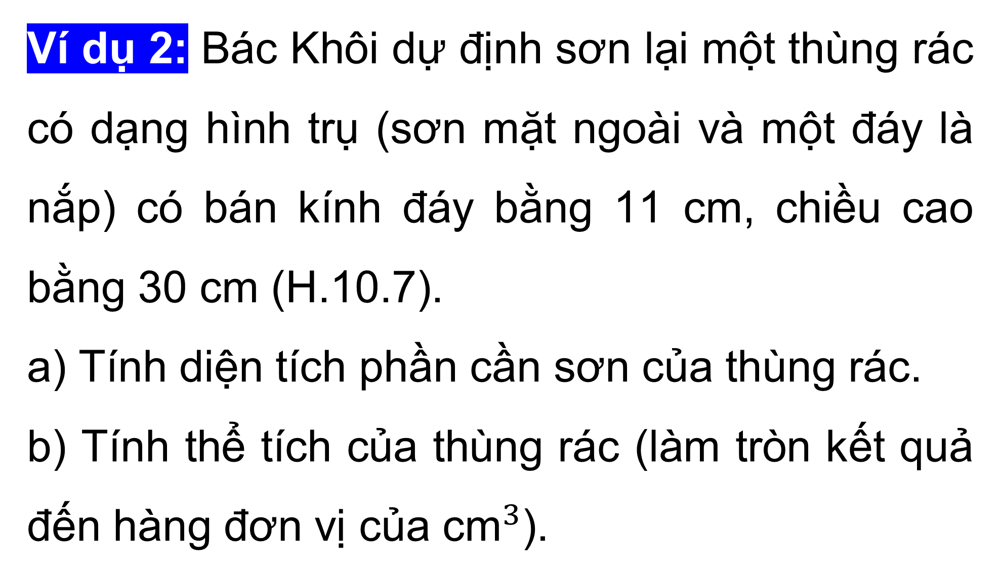 Ví dụ 2: Bác Khôi dự định sơn lại một thùng rác
có dạng hình trụ (sơn mặt ngoài và một đáy là
nắp) có bán kính đáy bằng 11 cm, chiều cao
bằng 30 cm (H.10.7).
a) Tính diện tích phần cần sơn của thùng rác.
b) Tính thể tích của thùng rác (làm tròn kết quả
đến hàng đơn vị của cm³).